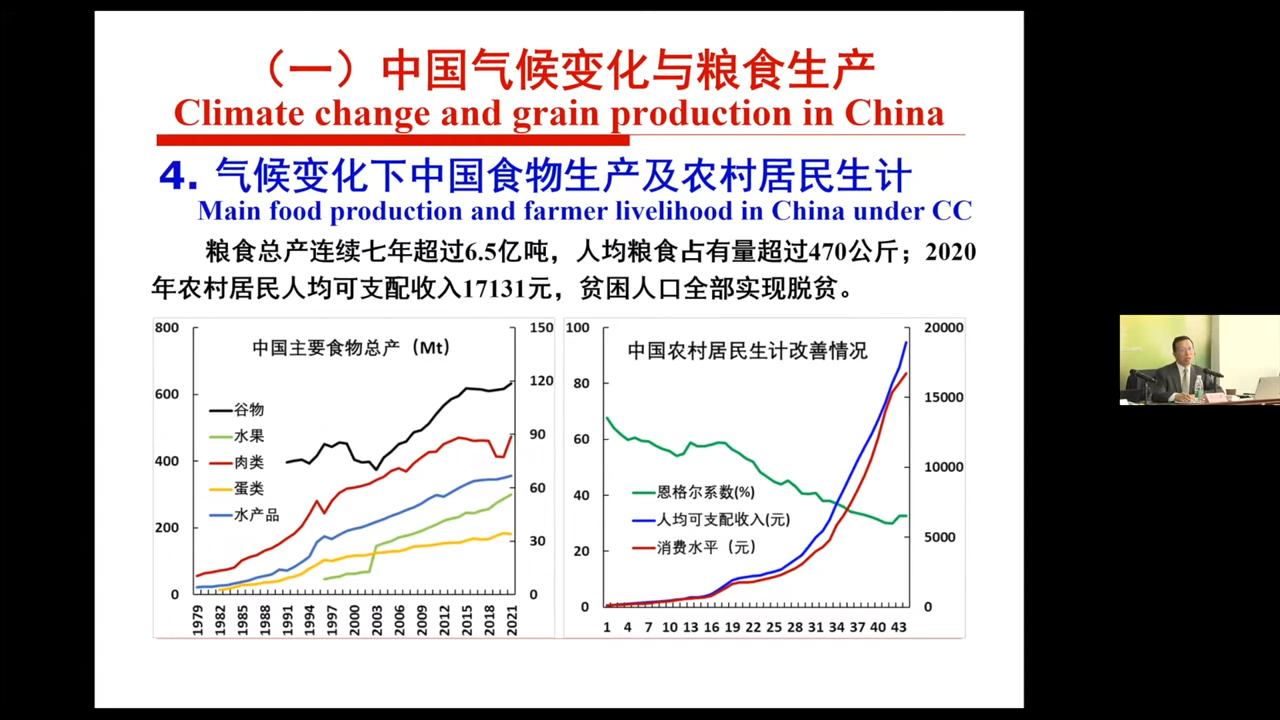 （一）中国气候变化与粮食生产
Climate change and grain production in China
4. 气候变化下中国食物生产及农村居民生计
Main food production and farmer livelihood in China under CC
粮食总产连续七年超过6.5亿吨，人均粮食占有量超过470公斤；2020
年农村居民人均可支配收入17131元，贫困人口全部实现脱贫。
中国主要食物总产（Mt）
800
600
400
200
0
150
120
90
60
30
0
谷物
水果
肉类
蛋类
水产品
1979 1982 1985 1988 1991 1994 1997 2000 2003 2006 2009 2012 2015 2018 2021
中国农村居民生计改善情况
100
80
60
40
20
0
20000
15000
10000
5000
0
恩格尔系数(%)
人均可支配收入(元)
消费水平（元）
1 4 7 10 13 16 19 22 25 28 31 34 37 40 43